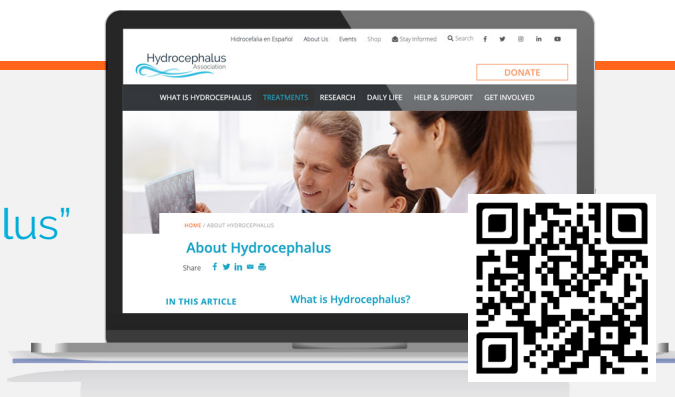 Hidrocefalia en Español About Us Events Shop Stay Informed Search
Hydrocephalus
Association
DONATE
WHAT IS HYDROCEPHALUS TREATMENTS RESEARCH DAILY LIFE HELP & SUPPORT GET INVOLVED
lus”
HOME / ABOUT HYDROCEPHALUS
About Hydrocephalus
Share
IN THIS ARTICLE
What is Hydrocephalus?